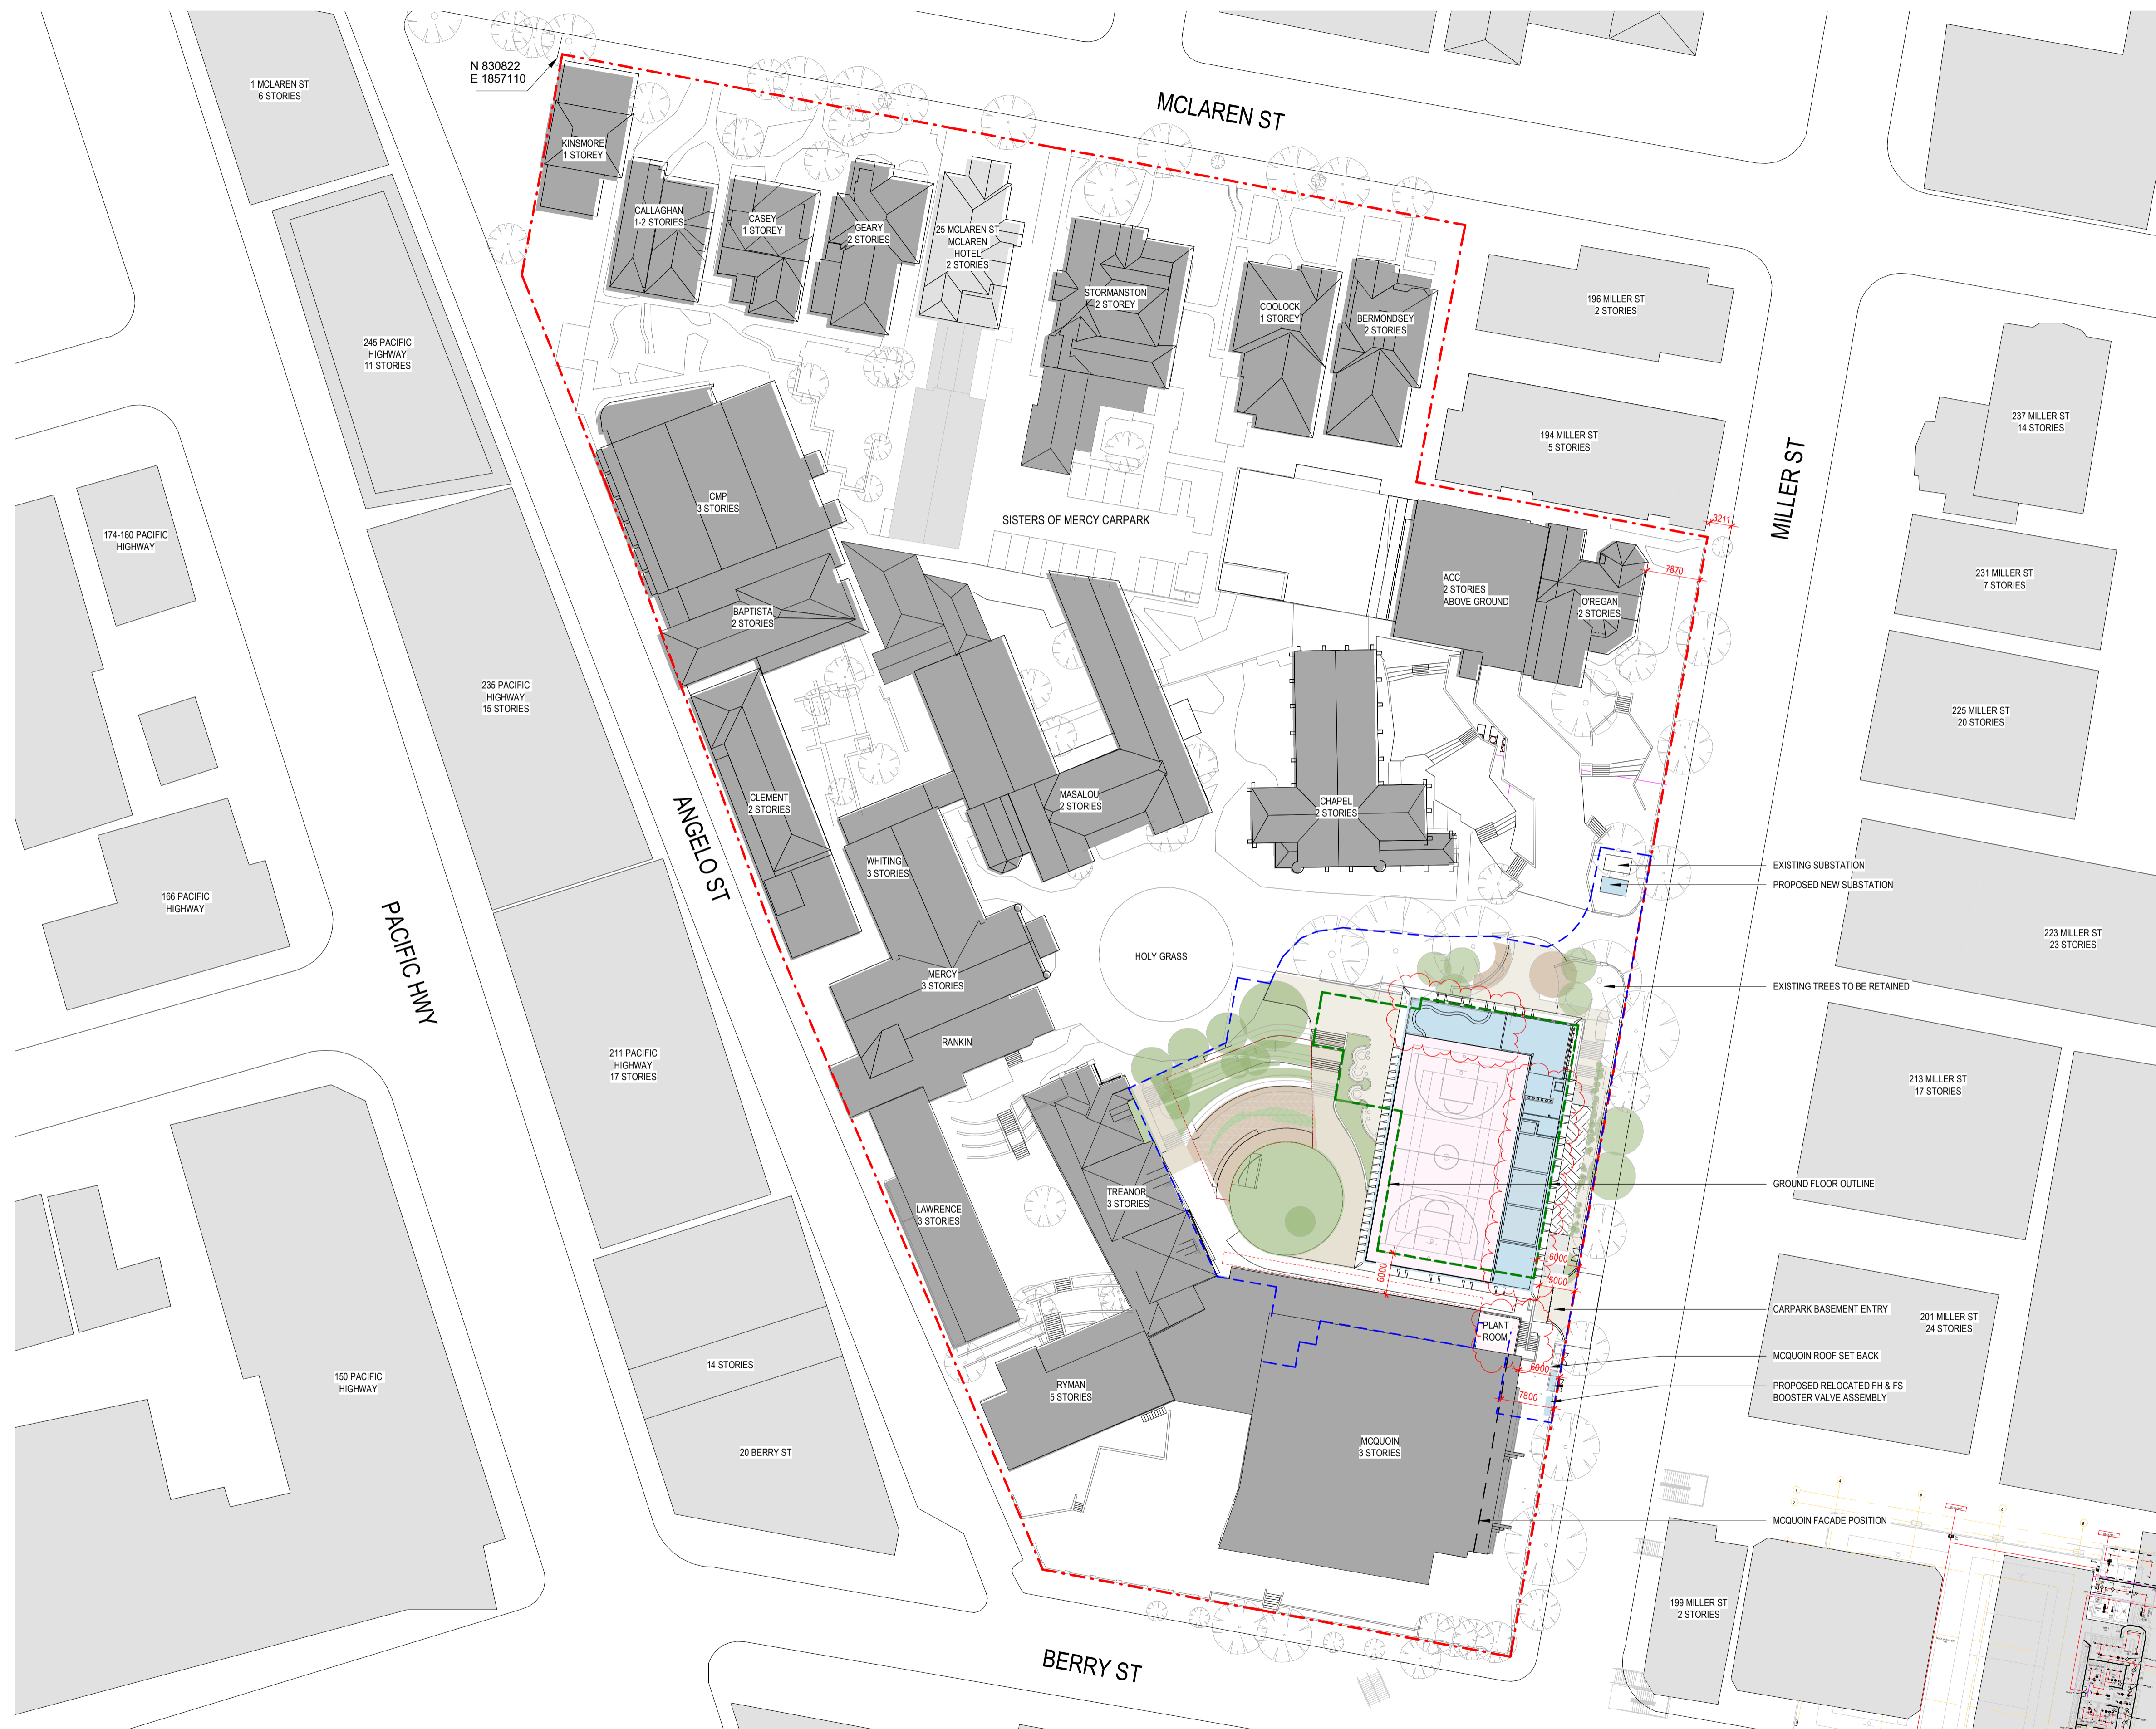 N 830822
E 1857110
1 MCLAREN ST
6 STORIES
MCLAREN ST
KINSMORE
1 STOREY
CALLAGHAN
1-2 STORIES
CASEY
1 STOREY
GEARY
2 STORIES
25 MCLAREN ST
MCLAREN
HOTEL
2 STORIES
STORMANSTON
2 STOREY
COOLOCK
1 STOREY
BERMONDSEY
2 STORIES
196 MILLER ST
2 STORIES
245 PACIFIC
HIGHWAY
11 STORIES
194 MILLER ST
5 STORIES
237 MILLER ST
14 STORIES
MILLER ST
CMP
3 STORIES
SISTERS OF MERCY CARPARK
3211
174-180 PACIFIC
HIGHWAY
7870
231 MILLER ST
7 STORIES
ACC
2 STORIES
ABOVE GROUND
O'REGAN
2 STORIES
BAPTISTA
2 STORIES
235 PACIFIC
HIGHWAY
15 STORIES
225 MILLER ST
20 STORIES
CLEMENT
2 STORIES
MASALOU
2 STORIES
CHAPEL
2 STORIES
ANGELO ST
WHITING
3 STORIES
EXISTING SUBSTATION
PROPOSED NEW SUBSTATION
166 PACIFIC
HIGHWAY
PACIFIC HWY
223 MILLER ST
23 STORIES
HOLY GRASS
MERCY
3 STORIES
EXISTING TREES TO BE RETAINED
RANKIN
211 PACIFIC
HIGHWAY
17 STORIES
213 MILLER ST
17 STORIES
TREANOR
3 STORIES
GROUND FLOOR OUTLINE
LAWRENCE
3 STORIES
6000
6000
5000
CARPARK BASEMENT ENTRY
201 MILLER ST
24 STORIES
PLANT
ROOM
MCQUOIN ROOF SET BACK
14 STORIES
6000
150 PACIFIC
HIGHWAY
RYMAN
5 STORIES
PROPOSED RELOCATED FH & FS
BOOSTER VALVE ASSEMBLY
7800
20 BERRY ST
MCQUOIN
3 STORIES
MCQUOIN FACADE POSITION
199 MILLER ST
2 STORIES
BERRY ST